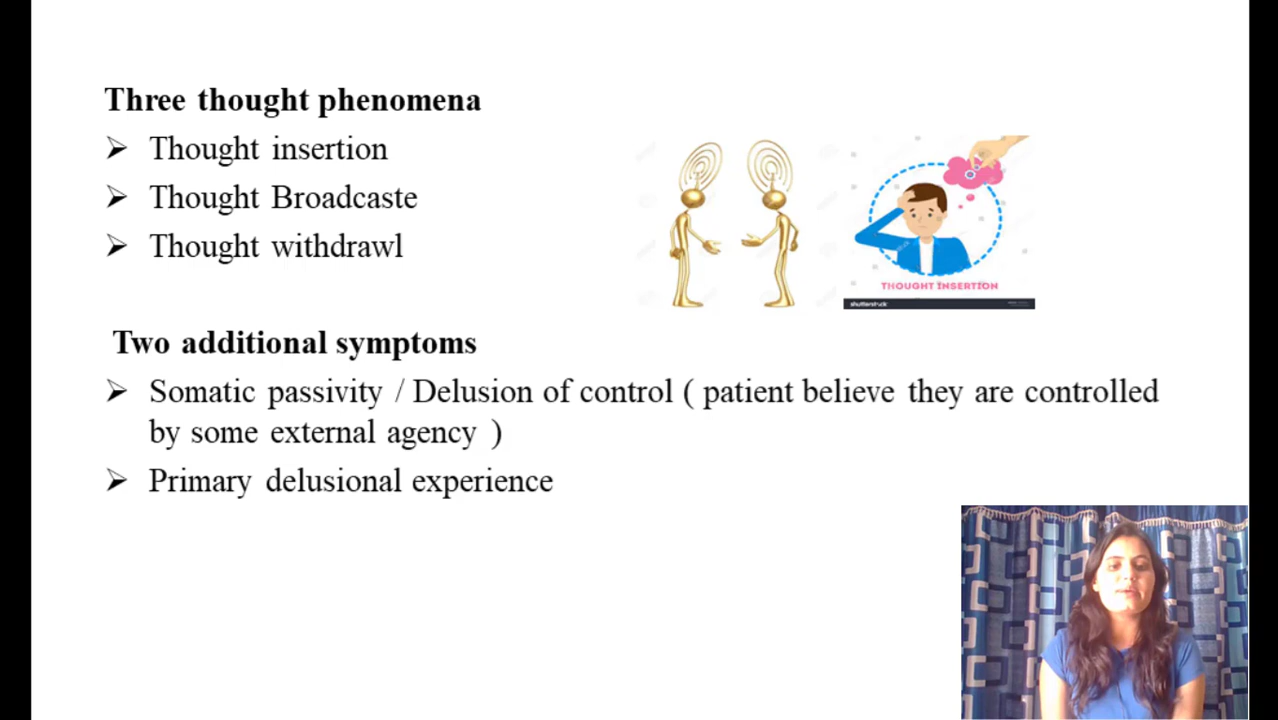 Three thought phenomena
Thought insertion
Thought Broadcaste
Thought withdrawl
THOUGHT INSERTION
shutterstock
Two additional symptoms
Somatic passivity / Delusion of control ( patient believe they are controlled
by some external agency )
Primary delusional experience